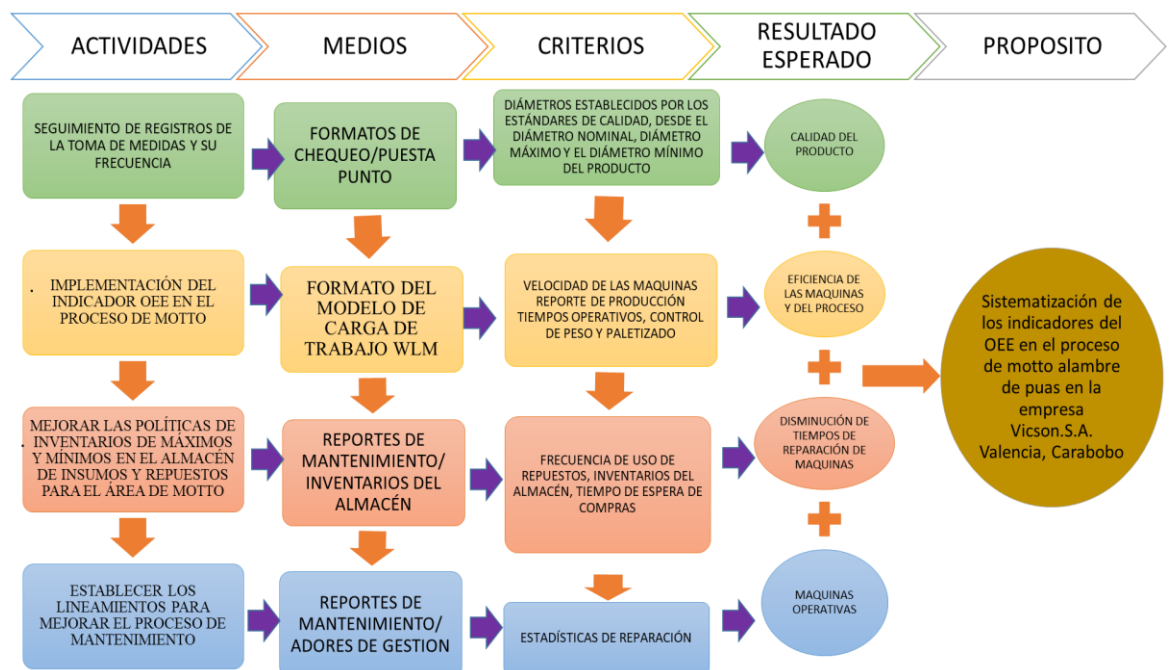 ACTIVIDADES
MEDIOS
CRITERIOS
RESULTADO
ESPERADO
PROPOSITO
SEGUIMIENTO DE REGISTROS DE
LA TOMA DE MEDIDAS Y SU
FRECUENCIA
FORMATOS DE
CHEQUEO/PUESTA
PUNTO
DIÁMETROS ESTABLECIDOS POR LOS
ESTÁNDARES DE CALIDAD, DESDE EL
DIÁMETRO NOMINAL, DIÁMETRO
MÁXIMO Y EL DIÁMETRO MÍNIMO
DEL PRODUCTO
CALIDAD DEL
PRODUCTO
. IMPLEMENTACIÓN DEL
INDICADOR OEE EN EL
PROCESO DE MOTTO
FORMATO DEL
MODELO DE
CARGA DE
TRABAJO WLM
VELOCIDAD DE LAS MAQUINAS
REPORTE DE PRODUCCIÓN
TIEMPOS OPERATIVOS, CONTROL
DE PESO Y PALETIZADO
EFICIENCIA DE
LAS MAQUINAS
Y DEL PROCESO
. MEJORAR LAS POLÍTICAS DE
INVENTARIOS DE MÁXIMOS
Y MÍNIMOS EN EL ALMACÉN
DE INSUMOS Y REPUESTOS
PARA EL ÁREA DE MOTTO
REPORTES DE
MANTENIMIENTO/
INVENTARIOS DEL
ALMACÉN
FRECUENCIA DE USO DE
REPUESTOS, INVENTARIOS DEL
ALMACÉN, TIEMPO DE ESPERA DE
COMPRAS
DISMINUCIÓN DE
TIEMPOS DE
REPARACIÓN DE
MAQUINAS
ESTABLECER LOS
LINEAMIENTOS PARA
MEJORAR EL PROCESO DE
MANTENIMIENTO
REPORTES DE
MANTENIMIENTO/
ADORES DE GESTION
ESTADÍSTICAS DE REPARACIÓN
MAQUINAS
OPERATIVAS
Sistematización de
los indicadores del
OEE en el proceso
de motto alambre
de puas en la
empresa
Vicson.S.A.
Valencia, Carabobo